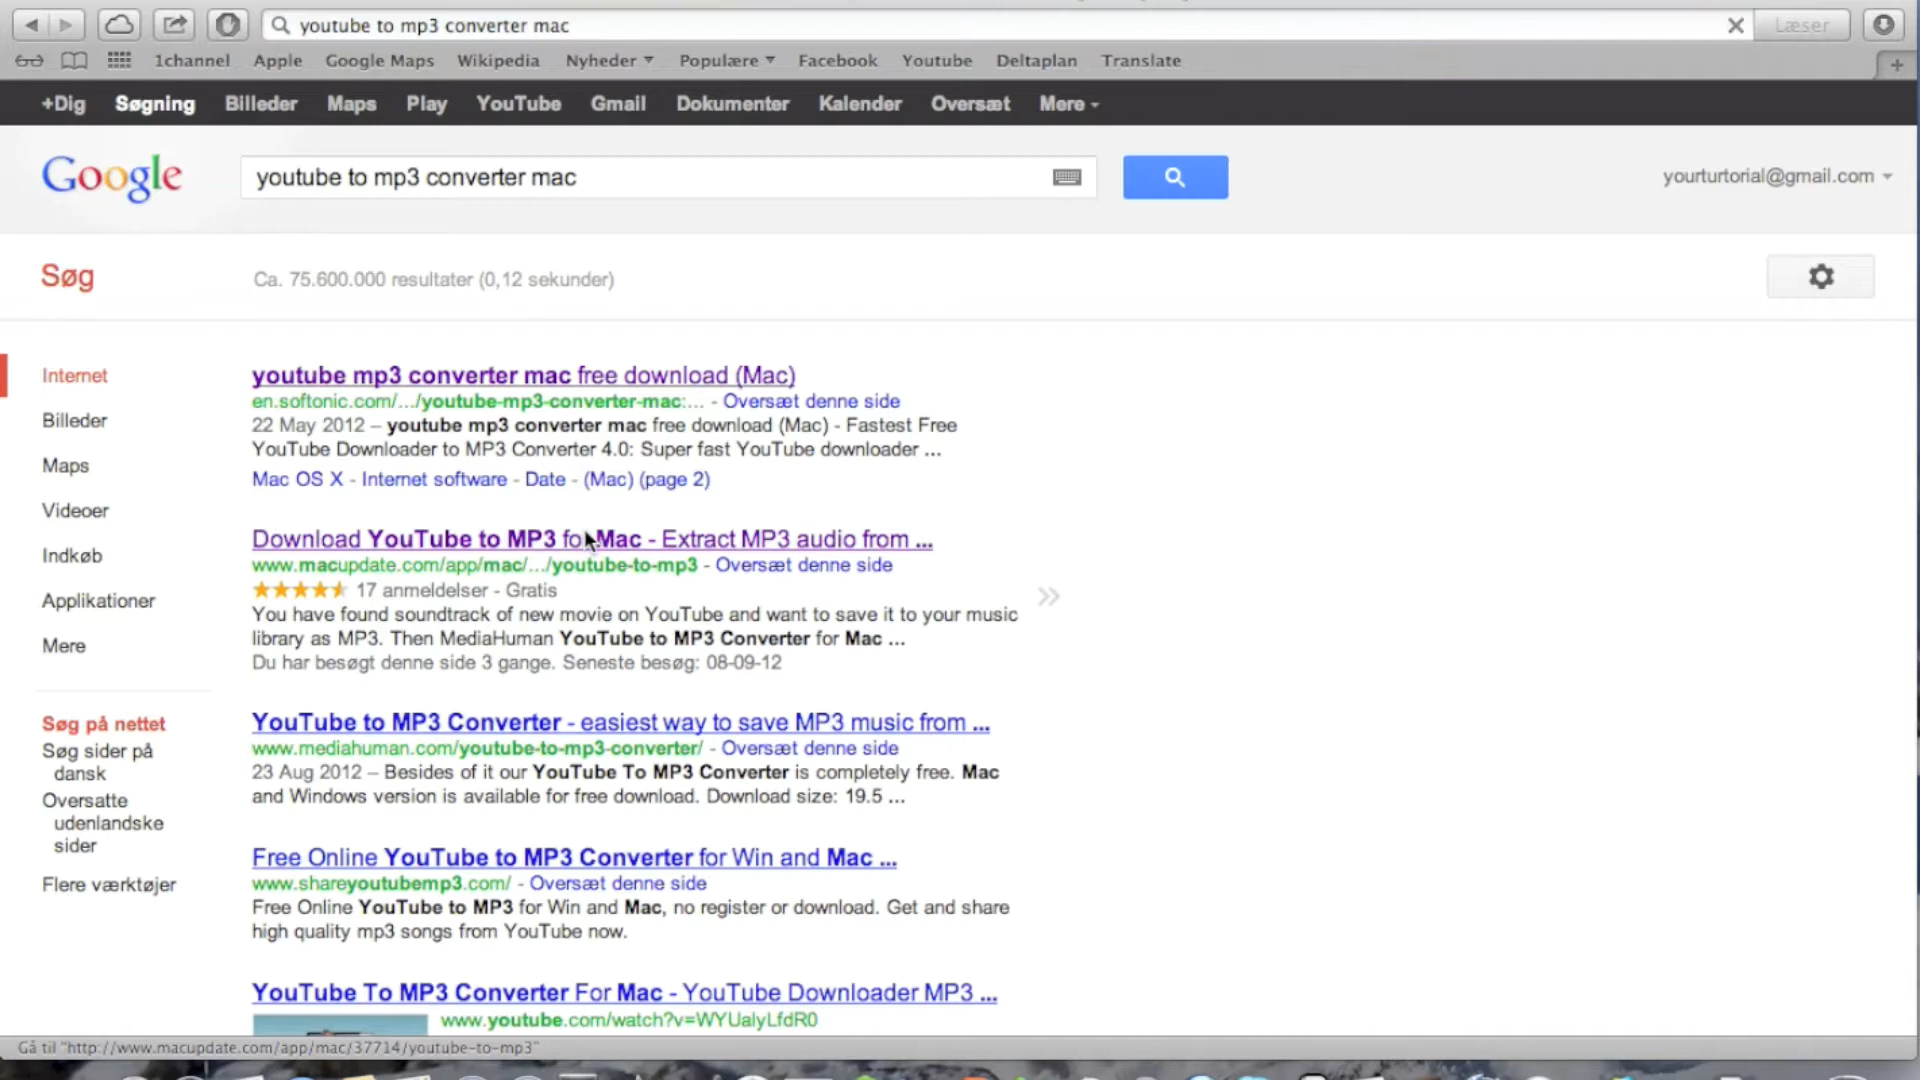 youtube to mp3 converter mac
Læser
1channel Apple Google Maps Wikipedia Nyheder Populære Facebook Youtube Deltaplan Translate
+Dig Søgning Billeder Maps Play YouTube Gmail Dokumenter Kalender Oversæt Mere
Google
youtube to mp3 converter mac
yourturtorial@gmail.com
Søg
Ca. 75.600.000 resultater (0,12 sekunder)
Internet
Billeder
Maps
Videoer
Indkøb
Applikationer
Mere
Søg på nettet
Søg sider på
dansk
Oversatte
udenlandske
sider
Flere værktøjer
youtube mp3 converter mac free download (Mac)
en.softonic.com/.../youtube-mp3-converter-mac:... - Oversæt denne side
22 May 2012 – youtube mp3 converter mac free download (Mac) - Fastest Free
YouTube Downloader to MP3 Converter 4.0: Super fast YouTube downloader ...
Mac OS X - Internet software - Date - (Mac) (page 2)
Download YouTube to MP3 for Mac - Extract MP3 audio from ...
www.macupdate.com/app/mac/.../youtube-to-mp3 - Oversæt denne side
17 anmeldelser - Gratis
You have found soundtrack of new movie on YouTube and want to save it to your music
library as MP3. Then MediaHuman YouTube to MP3 Converter for Mac ...
Du har besøgt denne side 3 gange. Seneste besøg: 08-09-12
YouTube to MP3 Converter - easiest way to save MP3 music from ...
www.mediahuman.com/youtube-to-mp3-converter/ - Oversæt denne side
23 Aug 2012 – Besides of it our YouTube To MP3 Converter is completely free. Mac
and Windows version is available for free download. Download size: 19.5 ...
Free Online YouTube to MP3 Converter for Win and Mac ...
www.shareyoutubemp3.com/ - Oversæt denne side
Free Online YouTube to MP3 for Win and Mac, no register or download. Get and share
high quality mp3 songs from YouTube now.
YouTube To MP3 Converter For Mac - YouTube Downloader MP3 ...
www.youtube.com/watch?v=WYUalyLfdR0
Gå til "http://www.macupdate.com/app/mac/37714/youtube-to-mp3"